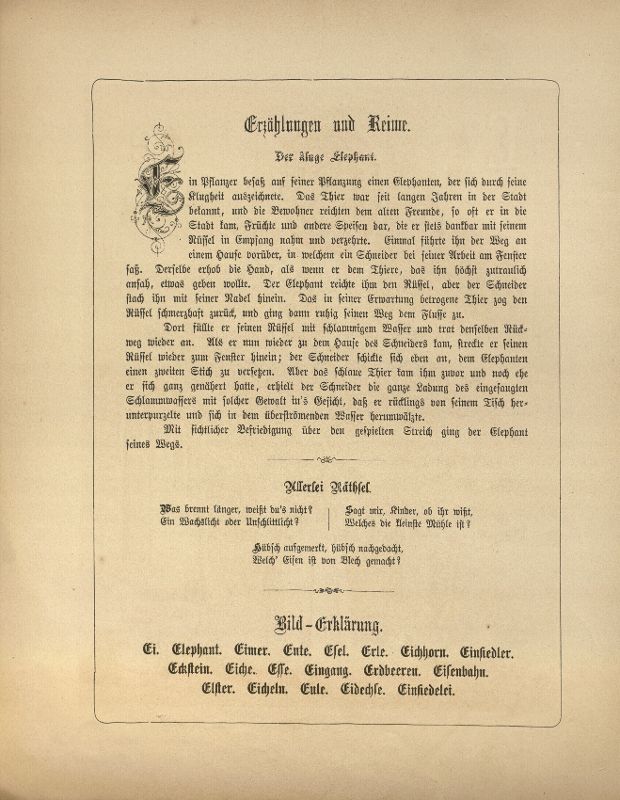 Erzählungen und Reime.
Der kluge Elephant.
Ein Pflanzer besaß auf seiner Pflanzung einen Elephanten, der sich durch seine
Klugheit auszeichnete. Das Thier war seit langen Jahren in der Stadt
bekannt, und die Bewohner reichten dem alten Freunde, so oft er in die
Stadt kam, Früchte und andere Speisen dar, die er stets dankbar mit seinem
Rüssel in Empfang nahm und verzehrte. Einmal führte ihn der Weg an
einem Hause vorüber, in welchem ein Schneider bei seiner Arbeit am Fenster
saß. Derselbe erhob die Hand, als wenn er dem Thiere, das ihn höchst zutraulich
ansah, etwas geben wollte. Der Elephant reichte ihm den Rüssel, aber der Schneider
stach ihn mit seiner Nadel hinein. Das in seiner Erwartung betrogene Thier zog den
Rüssel schmerzhaft zurück, und ging dann ruhig seinen Weg dem Flusse zu.
Dort füllte er seinen Rüssel mit schlammigem Wasser und trat denselben Rück-
weg wieder an. Als er nun wieder zu dem Hause des Schneiders kam, streckte er seinen
Rüssel wieder zum Fenster hinein; der Schneider schickte sich eben an, dem Elephanten
einen zweiten Stich zu versetzen. Aber das schlaue Thier kam ihm zuvor und noch ehe
er sich ganz genähert hatte, erhielt der Schneider die ganze Ladung des eingesaugten
Schlammwassers mit solcher Gewalt in's Gesicht, daß er rücklings von seinem Tisch her-
unterpurzelte und sich in dem überströmenden Wasser herumwälzte.
Mit sichtlicher Befriedigung über den gespielten Streich ging der Elephant
seines Wegs.
Allerlei Räthsel.
Was brennt länger, weißt du's nicht?
Ein Wachslicht oder Unschlittlicht?
Sagt mir, Kinder, ob ihr wißt,
Welches die kleinste Mühle ist?
Hübsch aufgemerkt, hübsch nachgedacht,
Welch' Eisen ist von Blech gemacht?
Bild-Erklärung.
Ei. Elephant. Eimer. Ente. Esel. Erle. Eichhorn. Einsiedler.
Eckstein. Eiche. Esse. Eingang. Erdbeeren. Eisenbahn.
Elster. Eicheln. Eule. Eidechse. Einsiedelei.